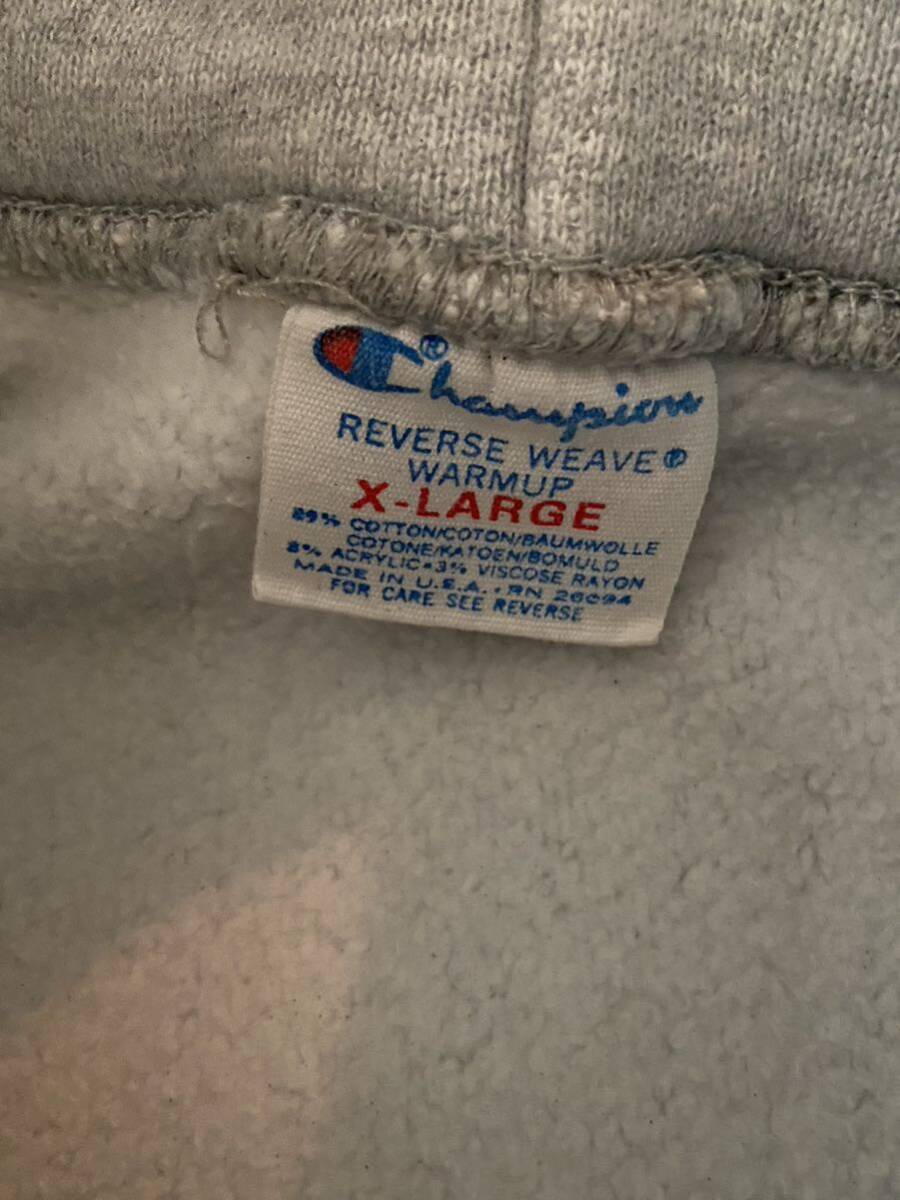 Champion®
REVERSE WEAVE®
WARMUP
X-LARGE
89% COTTON/COTON/BAUMWOLLE
COTONE/KATOEN/BOMULD
8% ACRYLIC•3% VISCOSE RAYON
MADE IN U.S.A. • RN 26094
FOR CARE SEE REVERSE